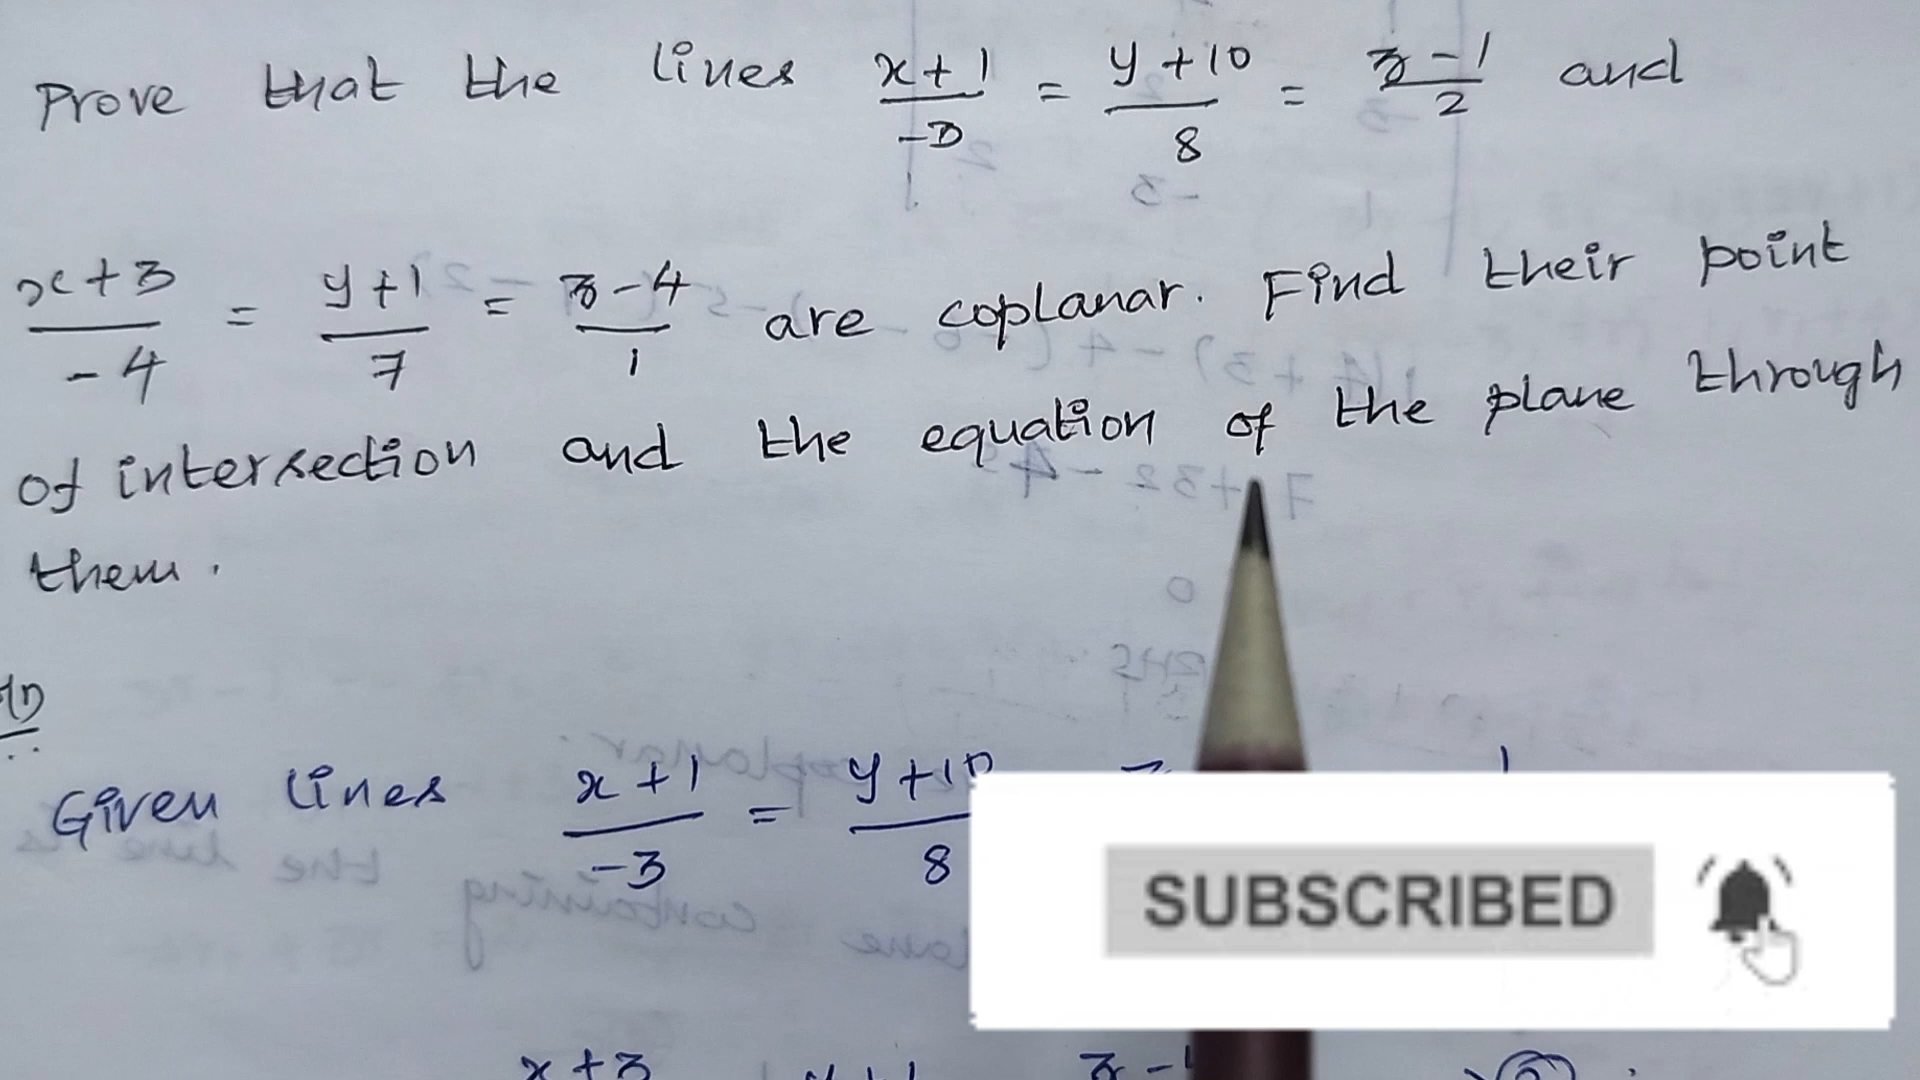 Prove that the lines x+1/-3 = y+10/8 = z-1/2 and
x+3/-4 = y+1/7 = z-4/1 are coplanar. Find their point
of intersection and the equation of the plane through
them.
Given lines x+1/-3 = y+10/8
SUBSCRIBED
x+3